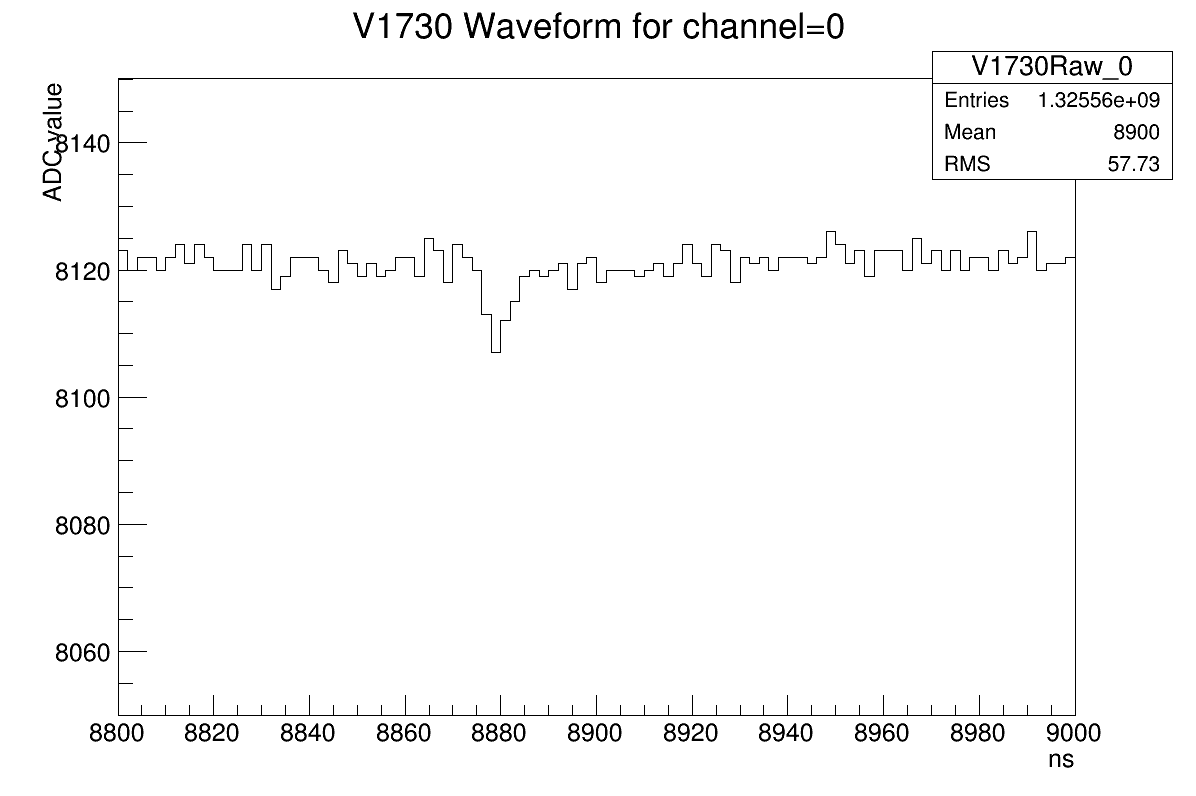 V1730 Waveform for channel=0
V1730Raw_0
Entries 1.32556e+09
Mean 8900
RMS 57.73
ADC value
8140
8120
8100
8080
8060
8800 8820 8840 8860 8880 8900 8920 8940 8960 8980 9000
ns